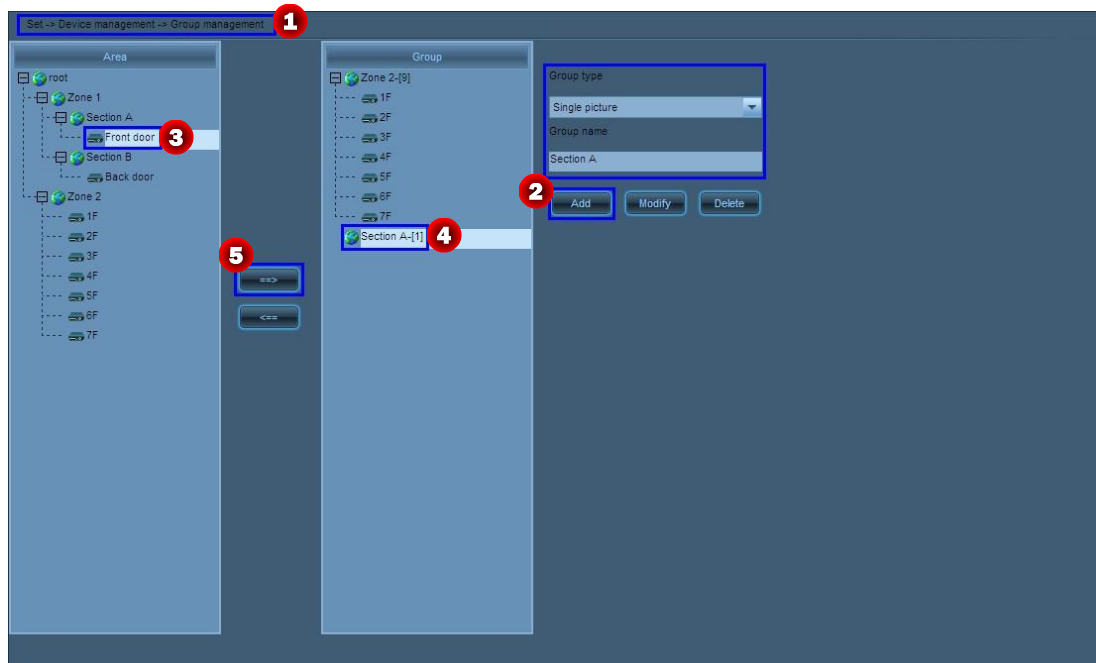 Set -> Device management -> Group management
1
Area
root
Zone 1
Section A
Front door
3
Section B
Back door
Zone 2
1F
2F
3F
4F
5F
6F
7F
5
==>
<==
Group
Zone 2-[9]
1F
2F
3F
4F
5F
6F
7F
Section A-[1]
4
Group type
Single picture
Group name
Section A
2
Add Modify Delete